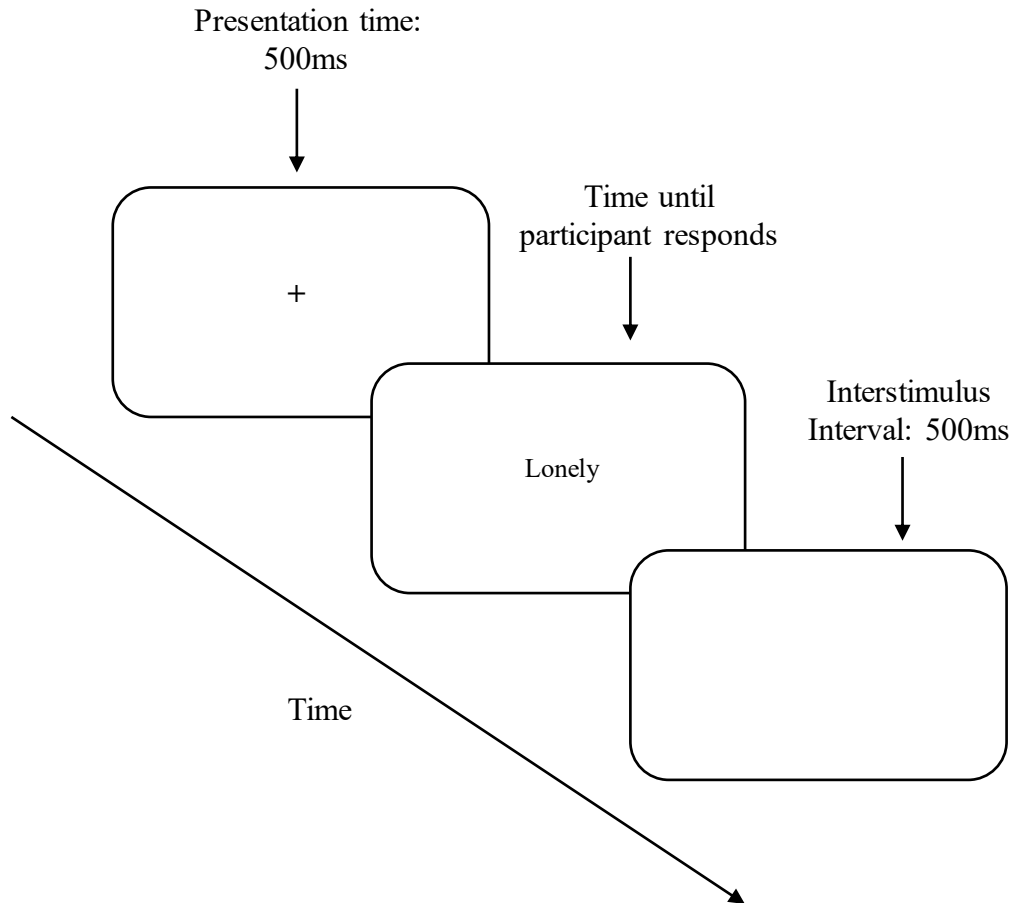 Presentation time:
500ms
+
Time until
participant responds
Lonely
Interstimulus
Interval: 500ms
Time